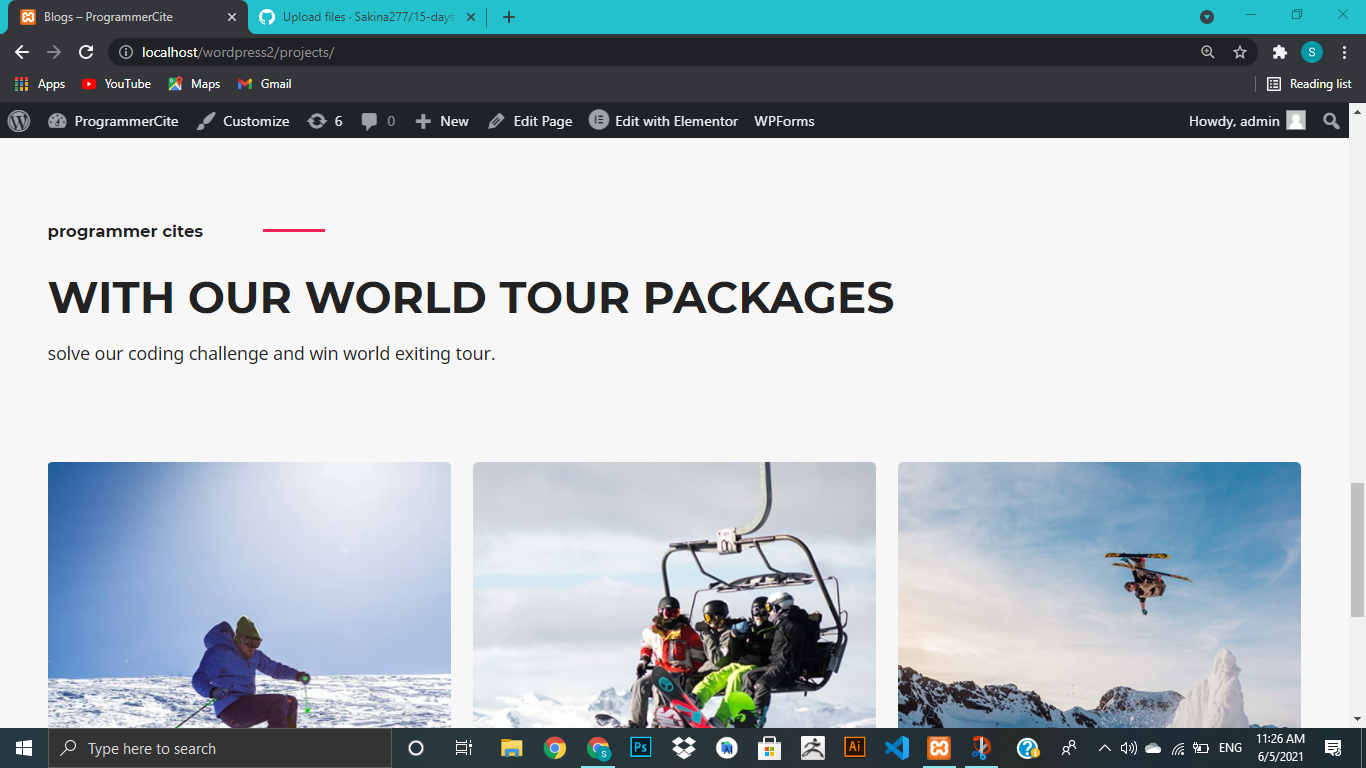 Blogs – ProgrammerCite
Upload files · Sakina277/15-days
localhost/wordpress2/projects/
S
Apps YouTube Maps Gmail Reading list
ProgrammerCite Customize 6 0 New Edit Page Edit with Elementor WPForms Howdy, admin
programmer cites
WITH OUR WORLD TOUR PACKAGES
solve our coding challenge and win world exiting tour.
Type here to search
S
Ps
Ai
ENG
11:26 AM
6/5/2021